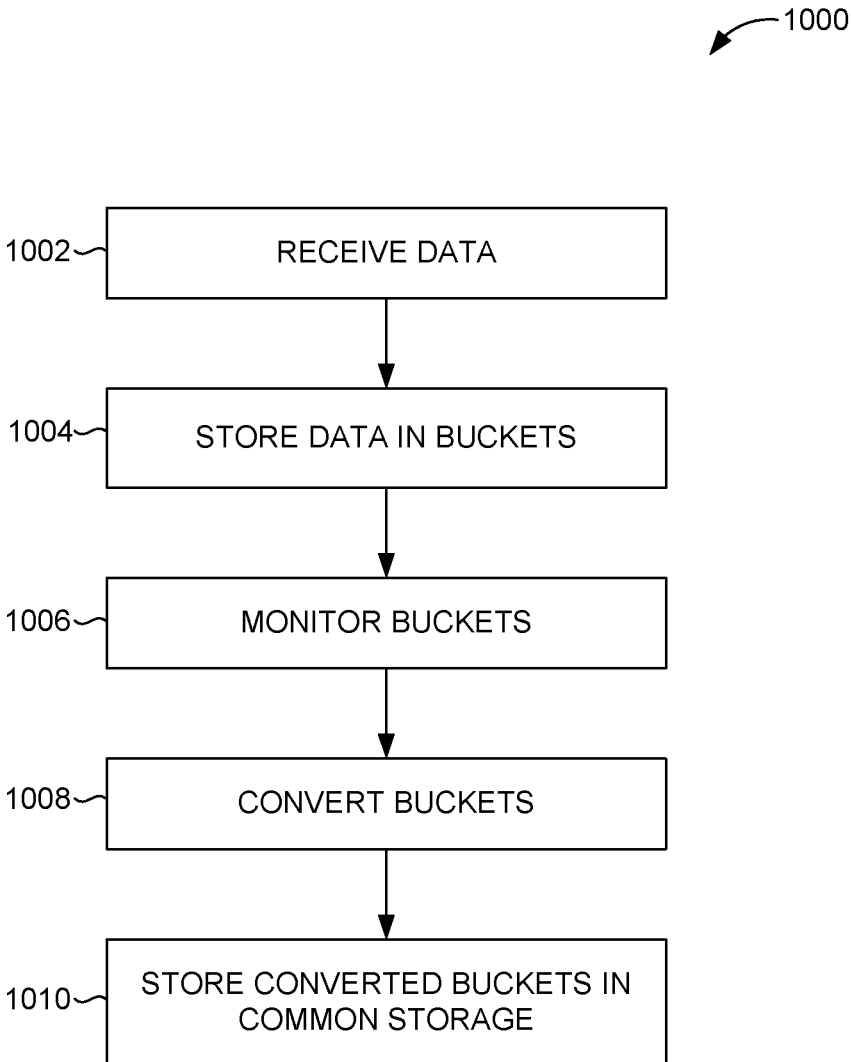 1000
1002
RECEIVE DATA
1004
STORE DATA IN BUCKETS
1006
MONITOR BUCKETS
1008
CONVERT BUCKETS
1010
STORE CONVERTED BUCKETS IN
COMMON STORAGE